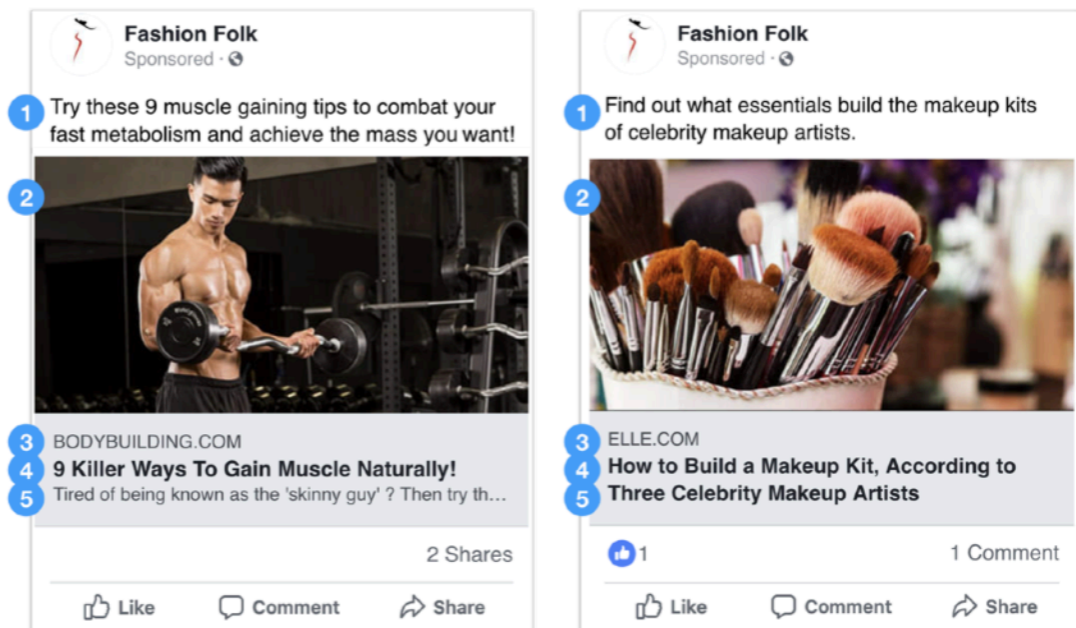 Fashion Folk
Sponsored ·
1 Try these 9 muscle gaining tips to combat your
fast metabolism and achieve the mass you want!
2
3 BODYBUILDING.COM
4 9 Killer Ways To Gain Muscle Naturally!
5 Tired of being known as the 'skinny guy' ? Then try th...
2 Shares
Like Comment Share
Fashion Folk
Sponsored ·
1 Find out what essentials build the makeup kits
of celebrity makeup artists.
2
3 ELLE.COM
4 How to Build a Makeup Kit, According to
5 Three Celebrity Makeup Artists
1 1 Comment
Like Comment Share